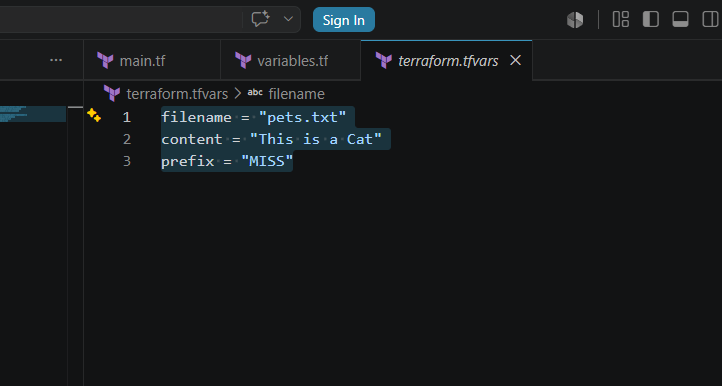 Sign In
...
main.tf
variables.tf
terraform.tfvars
terraform.tfvars > abc filename
1 filename = "pets.txt"
2 content = "This is a Cat"
3 prefix = "MISS"